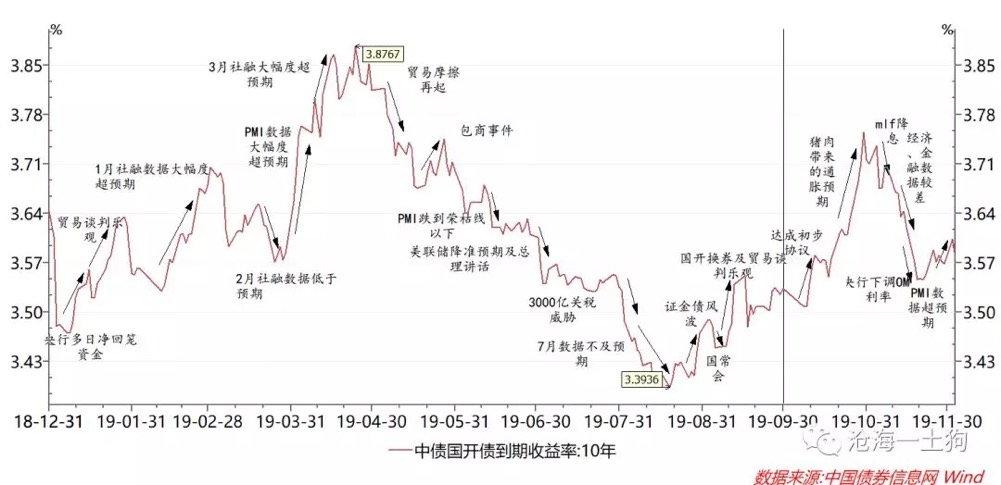 % %
3.85 3.85
3.78 3.78
3.71 3.71
3.64 3.64
3.57 3.57
3.50 3.50
3.43 3.43
3.8767
3.3936
央行多日净回笼
资金
贸易谈判乐
观
1月社融数据大幅度
超预期
2月社融数据低于
预期
PMI数据
大幅度
超预期
3月社融大幅度超
预期
贸易摩擦
再起
包商事件
PMI跌到荣枯线
以下
美联储降准预期及总
理讲话
3000亿关税
威胁
7月数据不及预
期
证金债风
波
国常
会
国开换券及贸易谈
判乐观
达成初步
协议
猪肉
带来
的通
胀预
期
mlf降
息
经济
、金
融数
据较
差
央行下调OM
利率
PMI数
据超预
期
18-12-31 19-01-31 19-02-28 19-03-31 19-04-30 19-05-31 19-06-30 19-07-31 19-08-31 19-09-30 19-10-31 19-11-30
中债国开债到期收益率:10年
沧海一土狗
数据来源:中国债券信息网 Wind